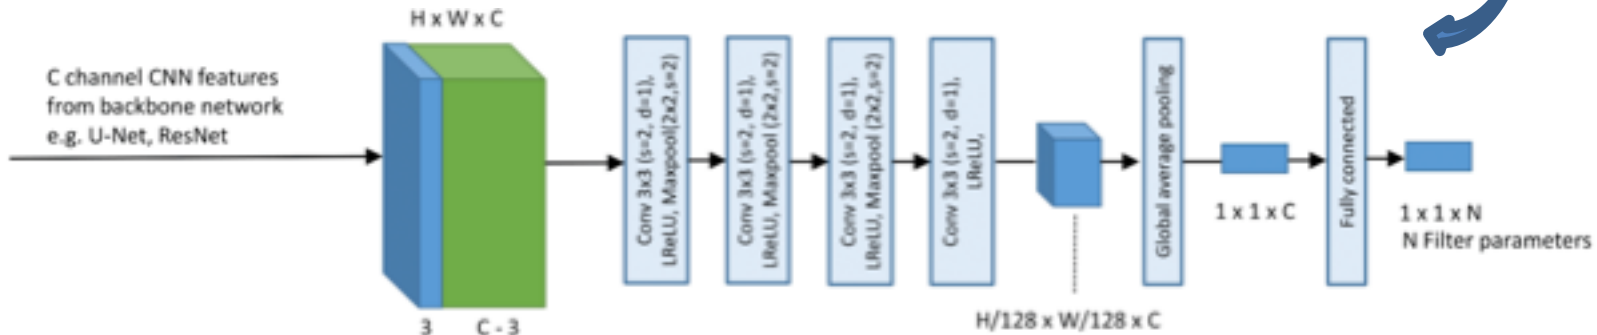 H x W x C
C channel CNN features
from backbone network
e.g. U-Net, ResNet
3
C - 3
Conv 3x3 (s=2, d=1),
LReLU, Maxpool(2x2,s=2)
Conv 3x3 (s=2, d=1),
LReLU, Maxpool (2x2,s=2)
Conv 3x3 (s=2, d=1),
LReLU, Maxpool (2x2,s=2)
Conv 3x3 (s=2, d=1),
LReLU,
H/128 x W/128 x C
Global average pooling
1 x 1 x C
Fully connected
1 x 1 x N
N Filter parameters